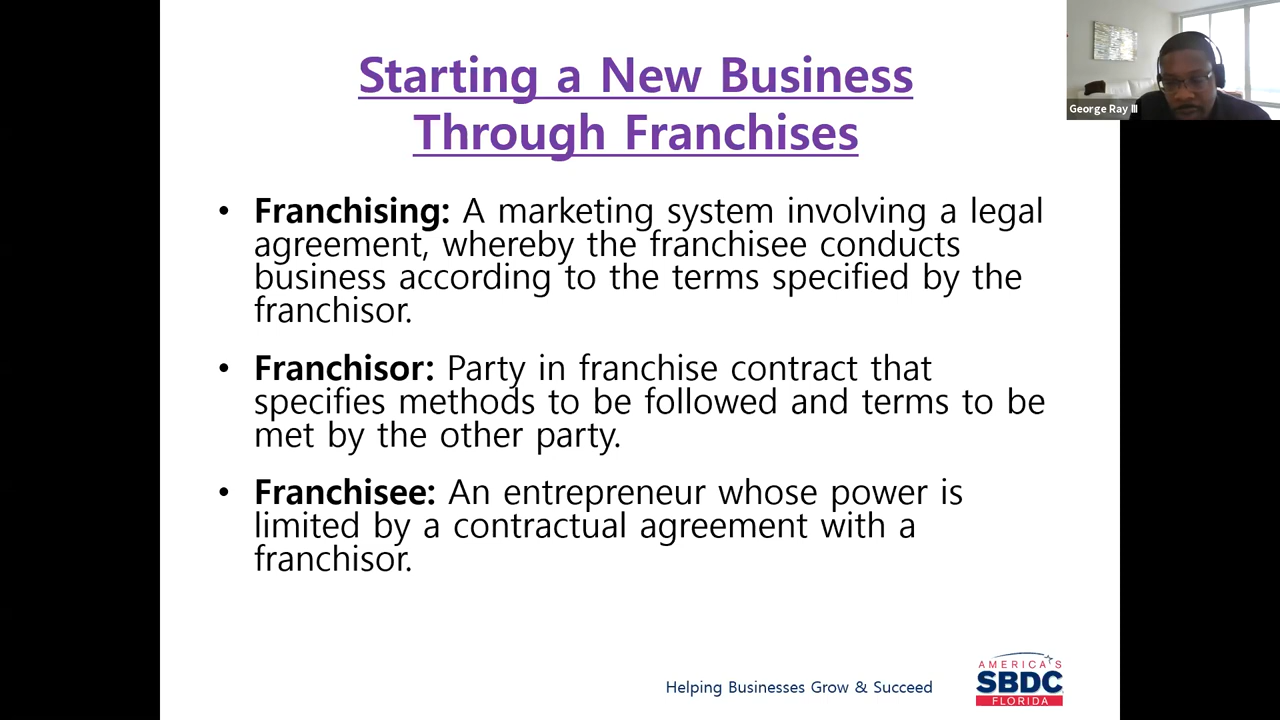 Starting a New Business
Through Franchises
George Ray III
• Franchising: A marketing system involving a legal
agreement, whereby the franchisee conducts
business according to the terms specified by the
franchisor.
• Franchisor: Party in franchise contract that
specifies methods to be followed and terms to be
met by the other party.
• Franchisee: An entrepreneur whose power is
limited by a contractual agreement with a
franchisor.
Helping Businesses Grow & Succeed
AMERICA'S
SBDC
FLORIDA